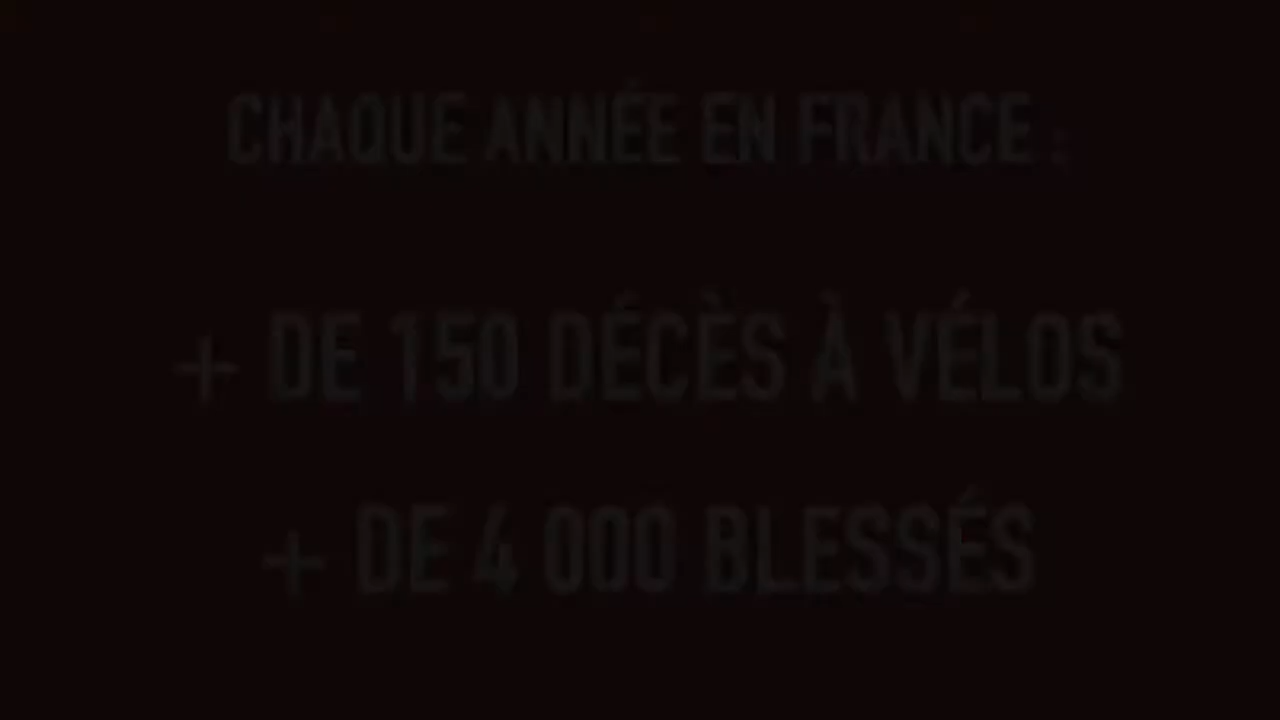 CHAQUE ANNÉE EN FRANCE :
+ DE 150 DÉCÈS À VÉLOS
+ DE 4 000 BLESSÉS